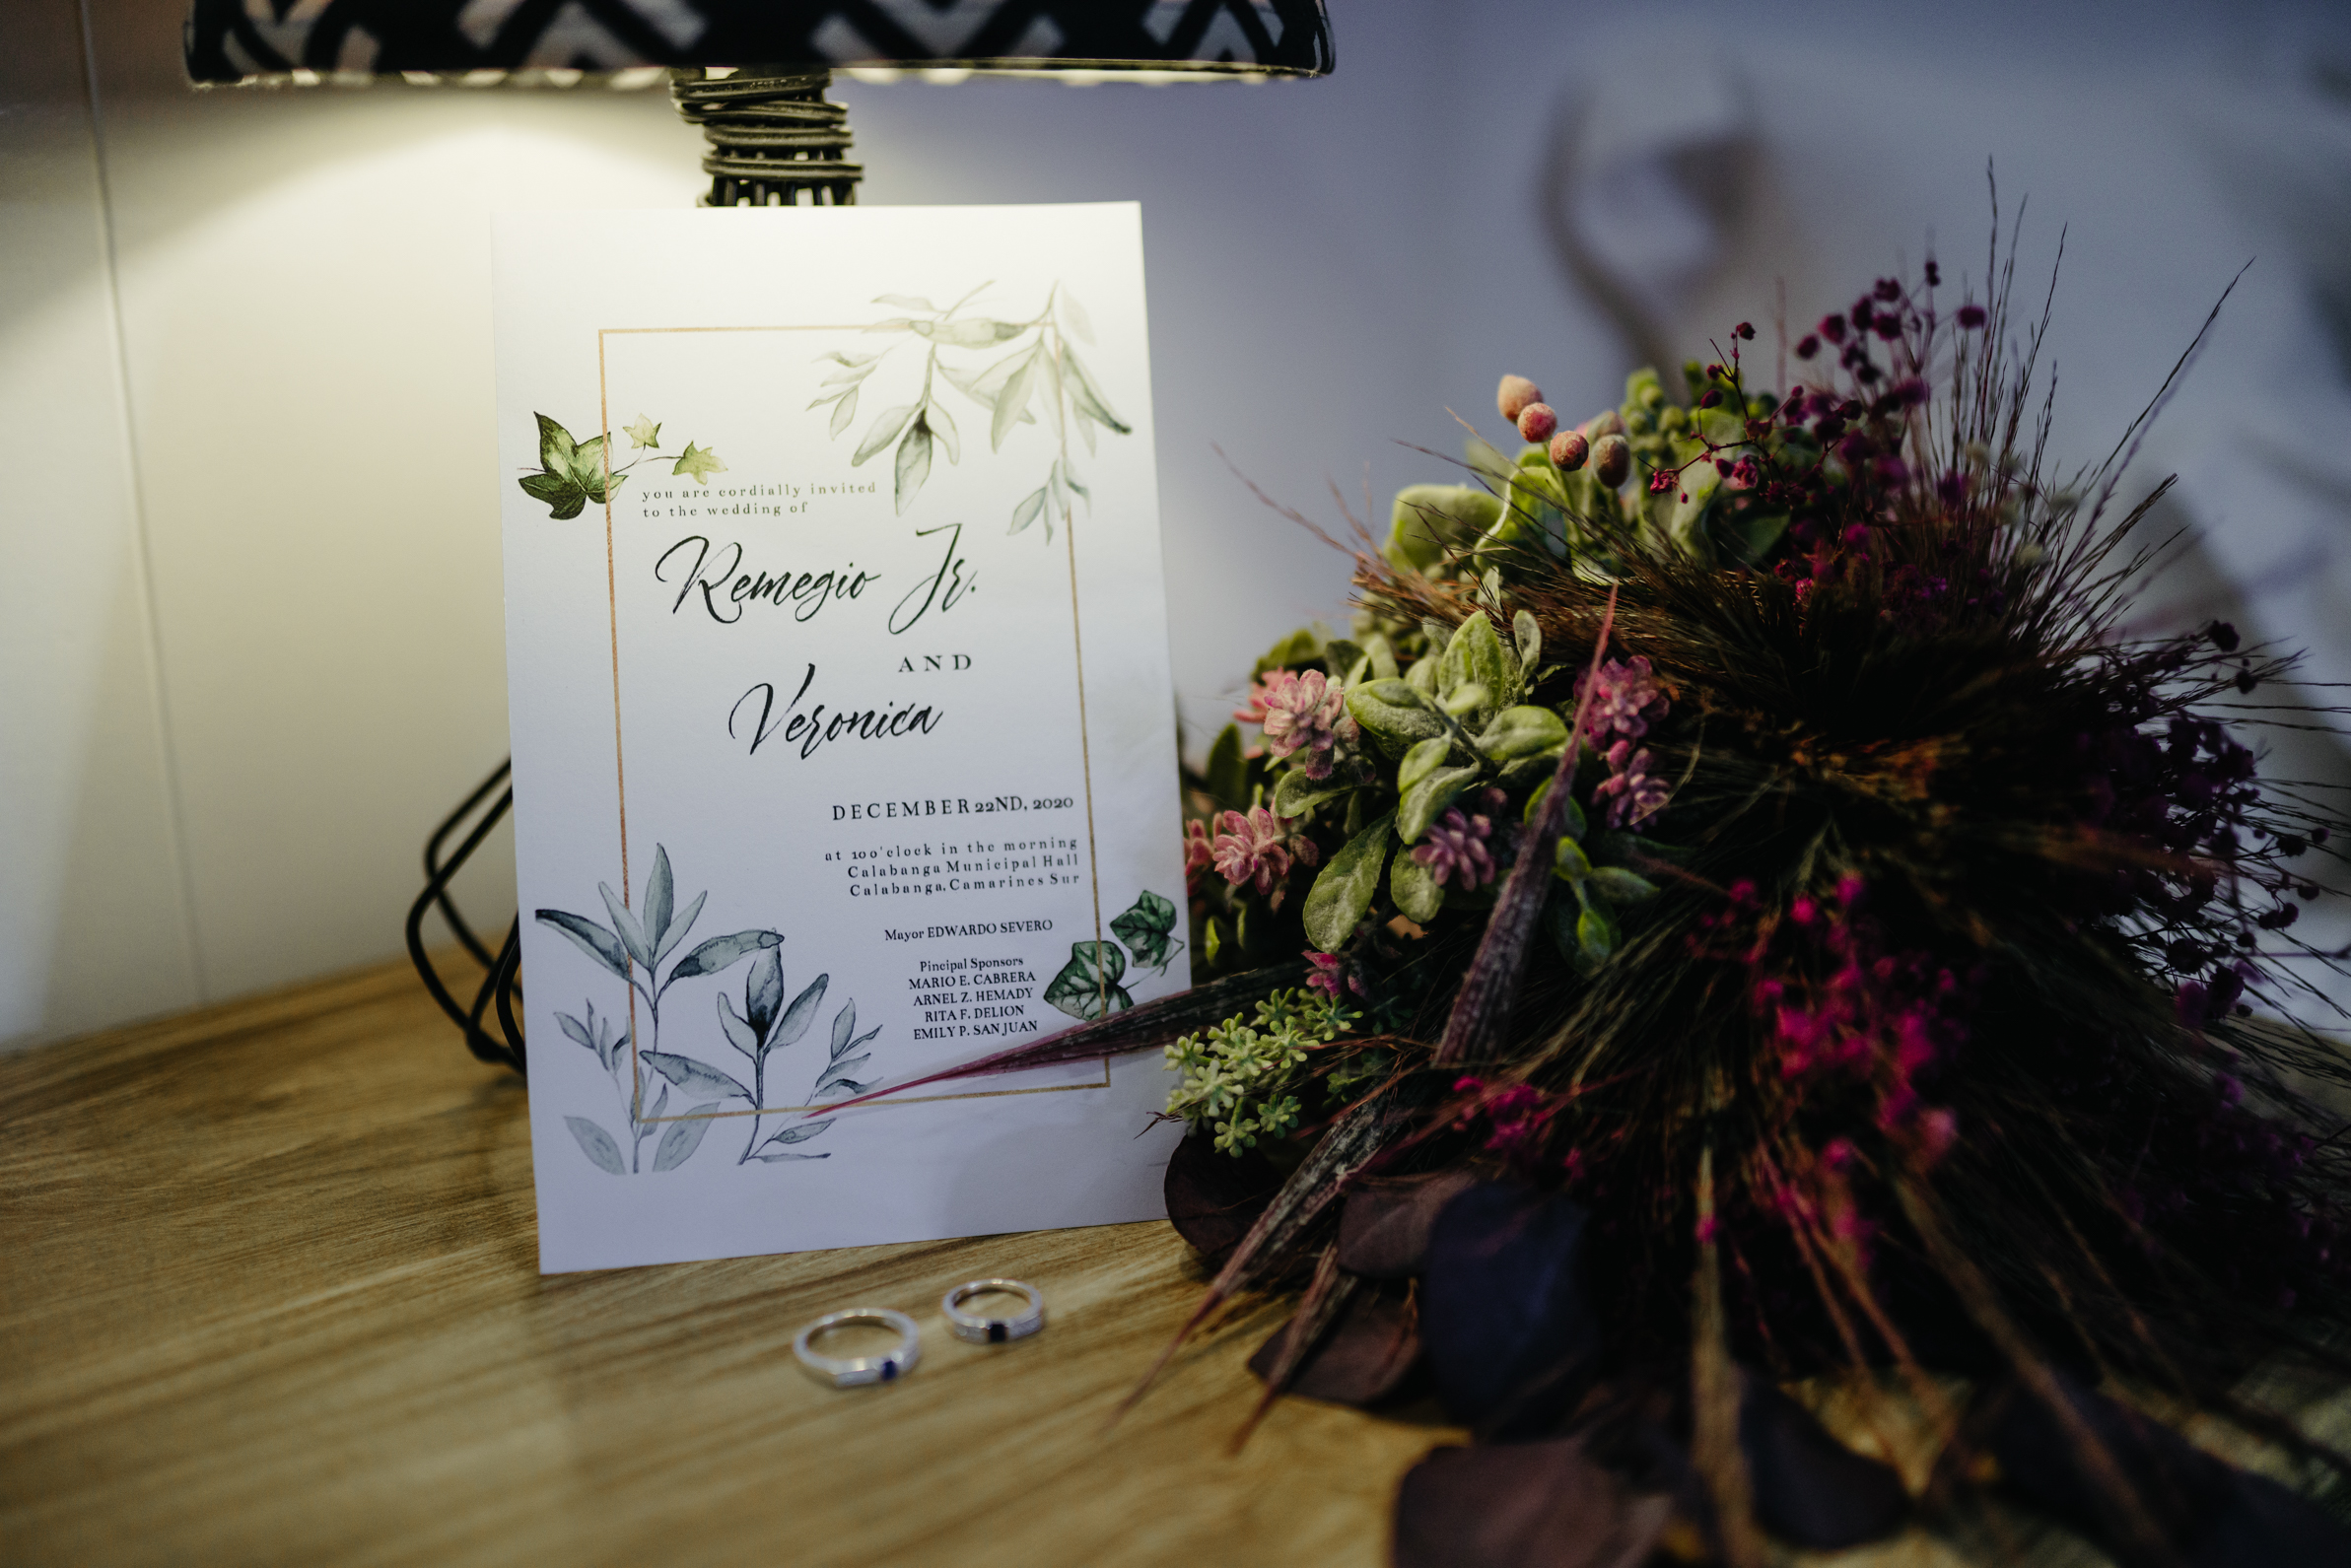 you are cordially invited
to the wedding of
Remegio Jr.
AND
Veronica
DECEMBER 22ND, 2020
at 10 o'clock in the morning
Calabanga Municipal Hall
Calabanga, Camarines Sur
Mayor EDWARDO SEVERO
Pincipal Sponsors
MARIO E. CABRERA
ARNEL Z. HEMADY
RITA F. DELION
EMILY P. SAN JUAN